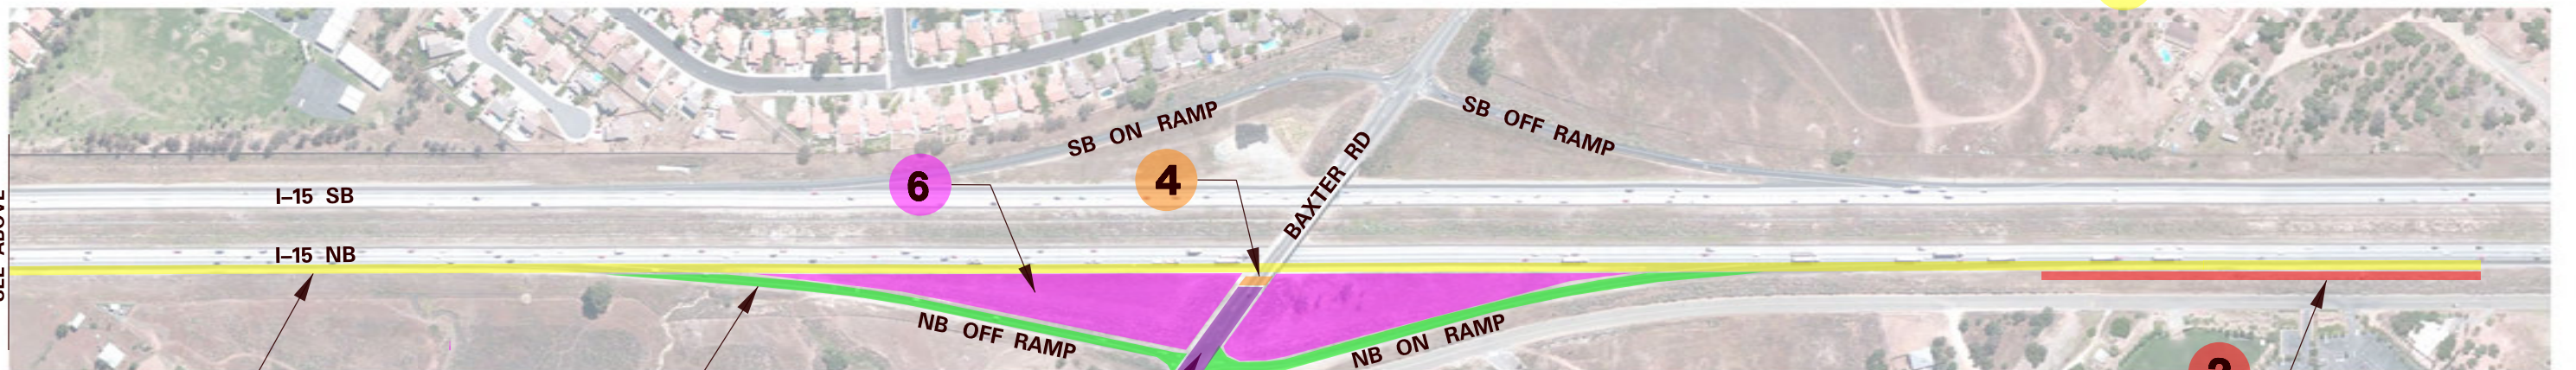 SB ON RAMP
SB OFF RAMP
BAXTER RD
6
4
I–15 SB
I–15 NB
NB OFF RAMP
NB ON RAMP